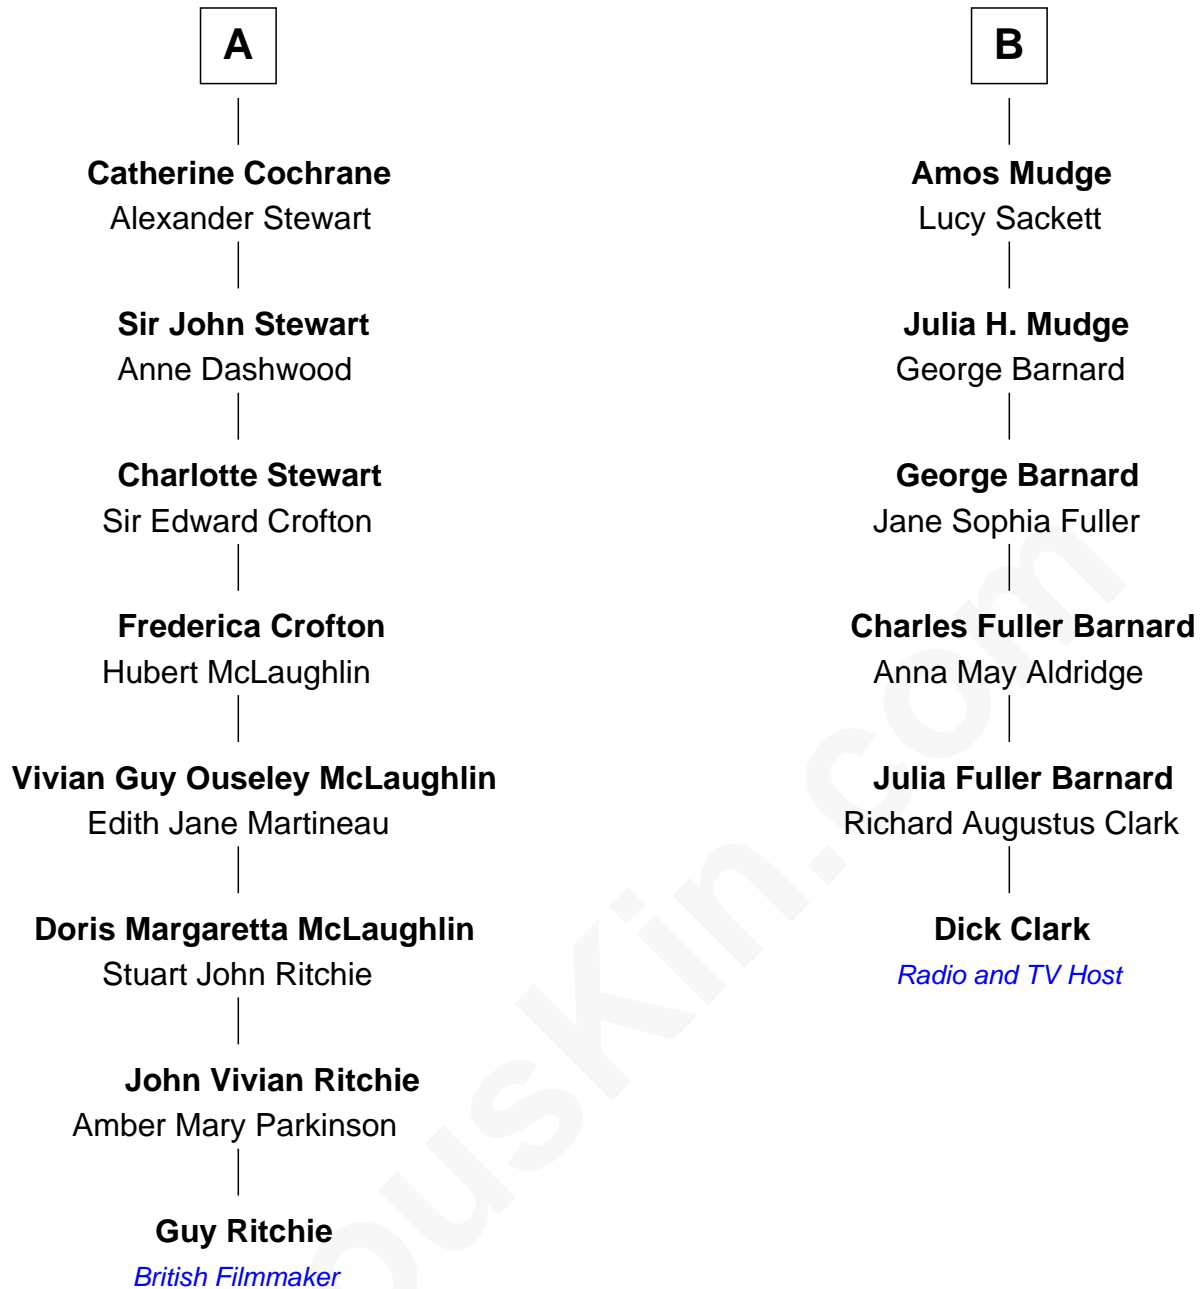 A
Catherine Cochrane
Alexander Stewart
Sir John Stewart
Anne Dashwood
Charlotte Stewart
Sir Edward Crofton
Frederica Crofton
Hubert McLaughlin
Vivian Guy Ouseley McLaughlin
Edith Jane Martineau
Doris Margaretta McLaughlin
Stuart John Ritchie
John Vivian Ritchie
Amber Mary Parkinson
Guy Ritchie
British Filmmaker
B
Amos Mudge
Lucy Sackett
Julia H. Mudge
George Barnard
George Barnard
Jane Sophia Fuller
Charles Fuller Barnard
Anna May Aldridge
Julia Fuller Barnard
Richard Augustus Clark
Dick Clark
Radio and TV Host
ousKin.com